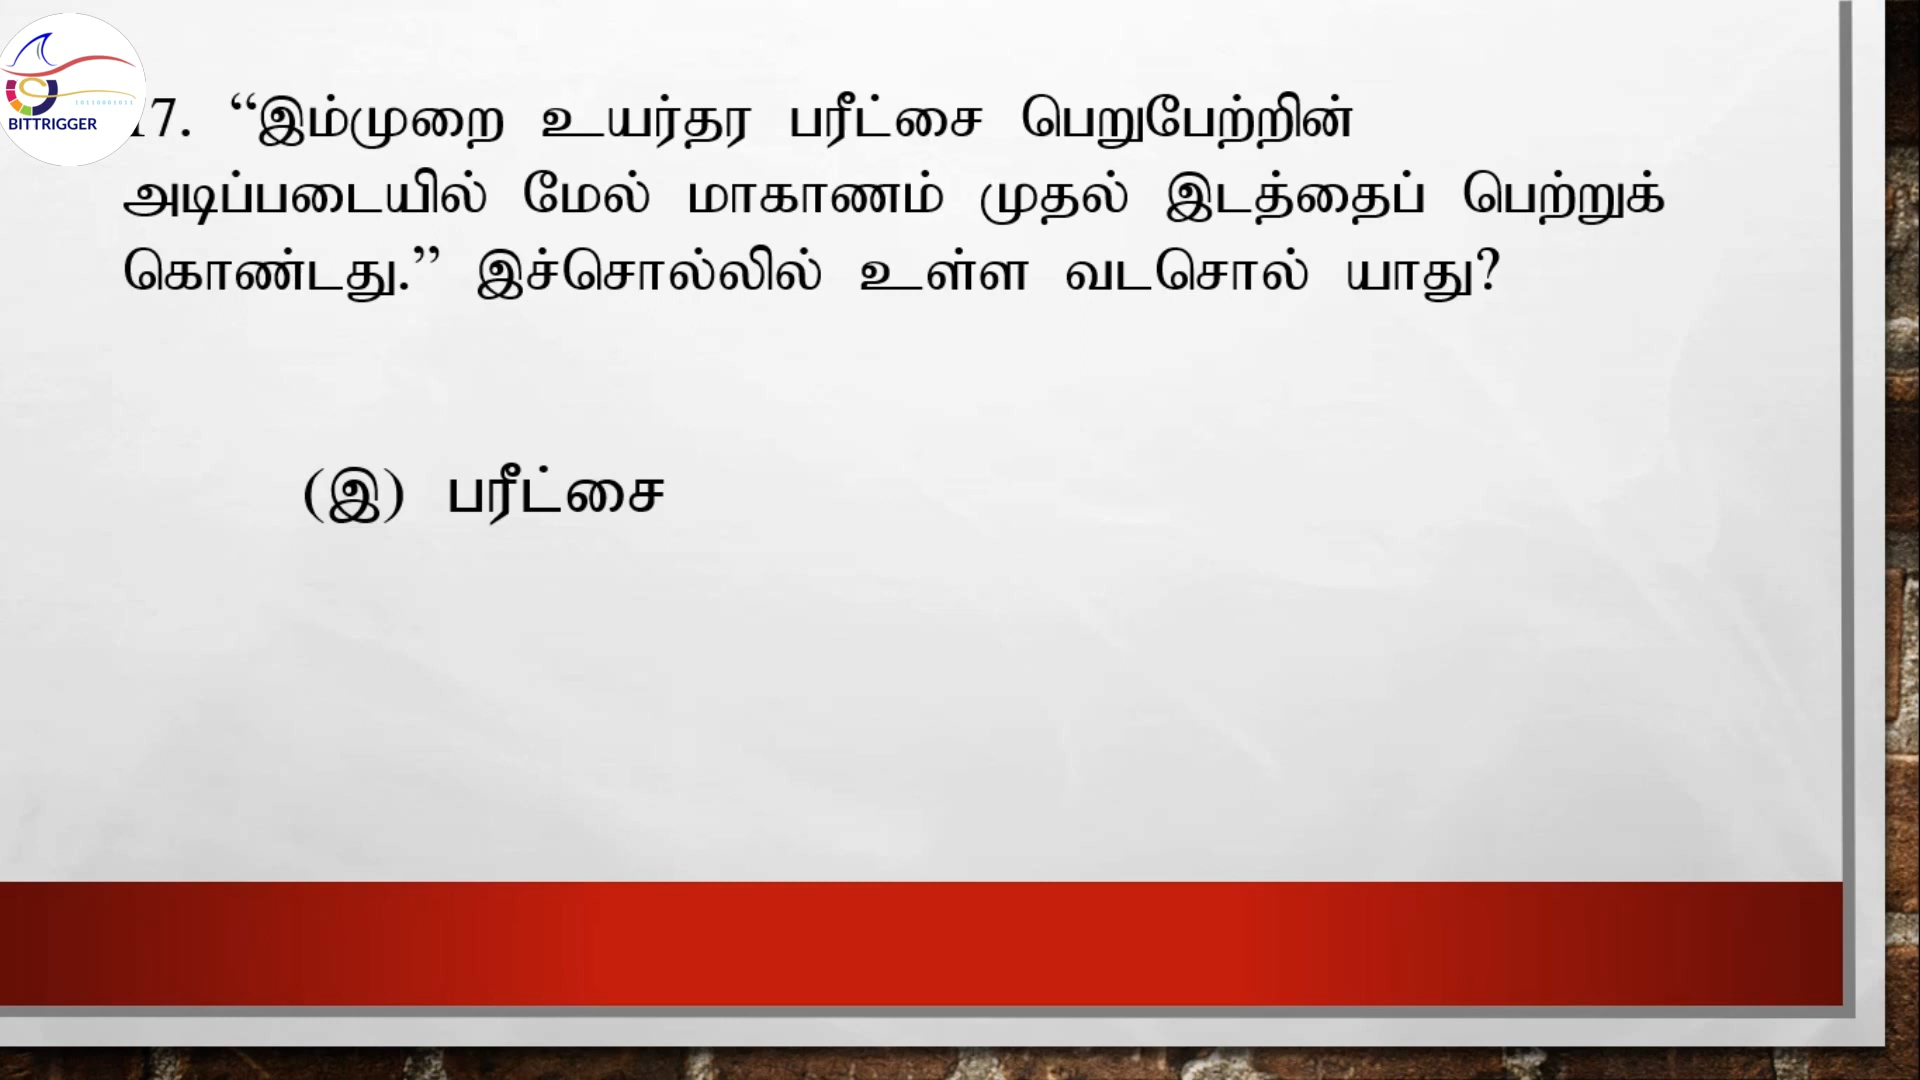 BITTRIGGER
17. “இம்முறை உயர்தர பரீட்சை பெறுபேற்றின்
அடிப்படையில் மேல் மாகாணம் முதல் இடத்தைப் பெற்றுக்
கொண்டது.” இச்சொல்லில் உள்ள வடசொல் யாது?
(இ) பரீட்சை